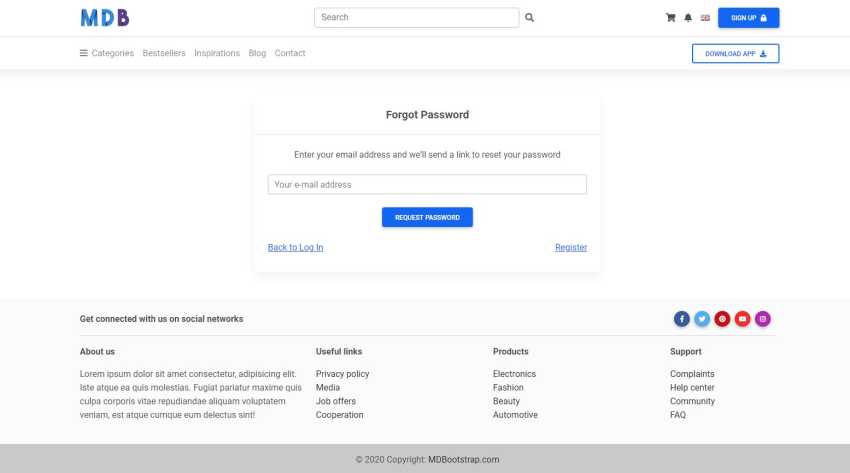 MDB
Search
SIGN UP
Categories Bestsellers Inspirations Blog Contact
DOWNLOAD APP
Forgot Password
Enter your email address and we'll send a link to reset your password
Your e-mail address
REQUEST PASSWORD
Back to Log In
Register
Get connected with us on social networks
About us
Lorem ipsum dolor sit amet consectetur, adipisicing elit.
Iste atque ea quis molestias. Fugiat pariatur maxime quis
culpa corporis vitae repudiandae aliquam voluptatem
veniam, est atque cumque eum delectus sint!
Useful links
Privacy policy
Media
Job offers
Cooperation
Products
Electronics
Fashion
Beauty
Automotive
Support
Complaints
Help center
Community
FAQ
© 2020 Copyright: MDBootstrap.com